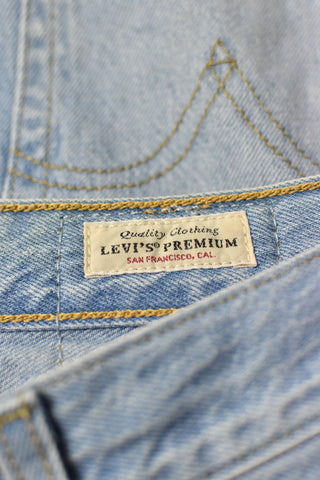 Quality Clothing
LEVI'S® PREMIUM
SAN FRANCISCO, CAL.